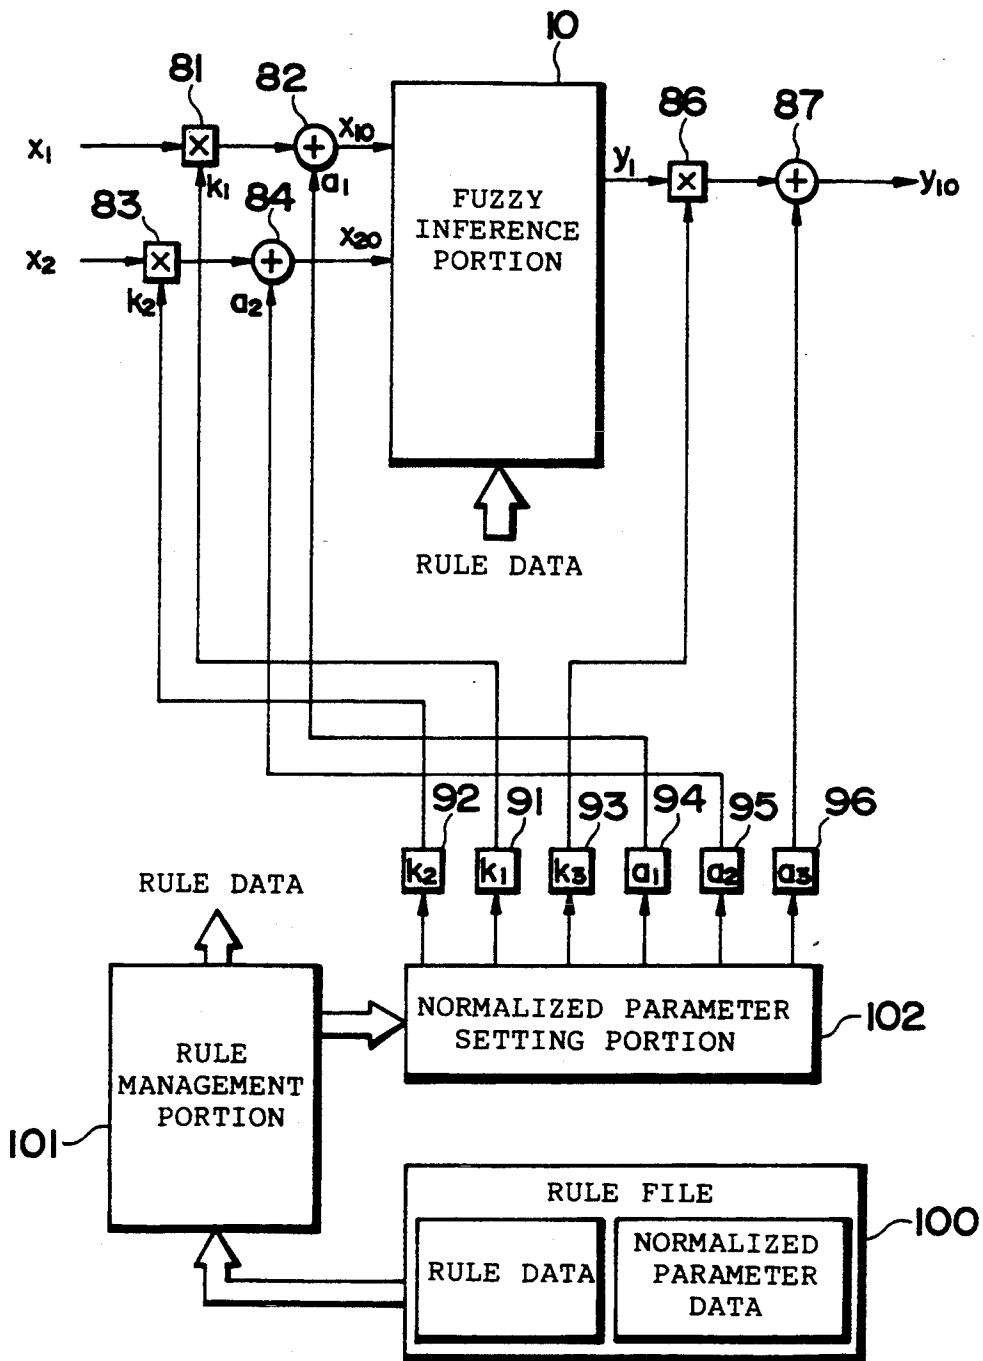 10
81
82
86
87
x₁
x₁₀
y₁
y₁₀
k₁
a₁
83
84
FUZZY
INFERENCE
PORTION
x₂
x₂₀
k₂
a₂
RULE DATA
92
91
93
94
95
96
k₂
k₁
k₃
a₁
a₂
a₃
RULE DATA
NORMALIZED PARAMETER
SETTING PORTION
102
RULE
MANAGEMENT
PORTION
101
RULE FILE
100
RULE DATA
NORMALIZED
PARAMETER
DATA